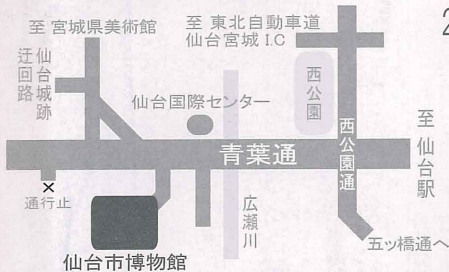 至 宮城県美術館
至 東北自動車道
仙台宮城 I.C
2
仙台城跡
迂回路
仙台国際センター
西公園
西公園通
至 仙台駅
青葉通
×
通行止
広瀬川
仙台市博物館
五ッ橋通へ